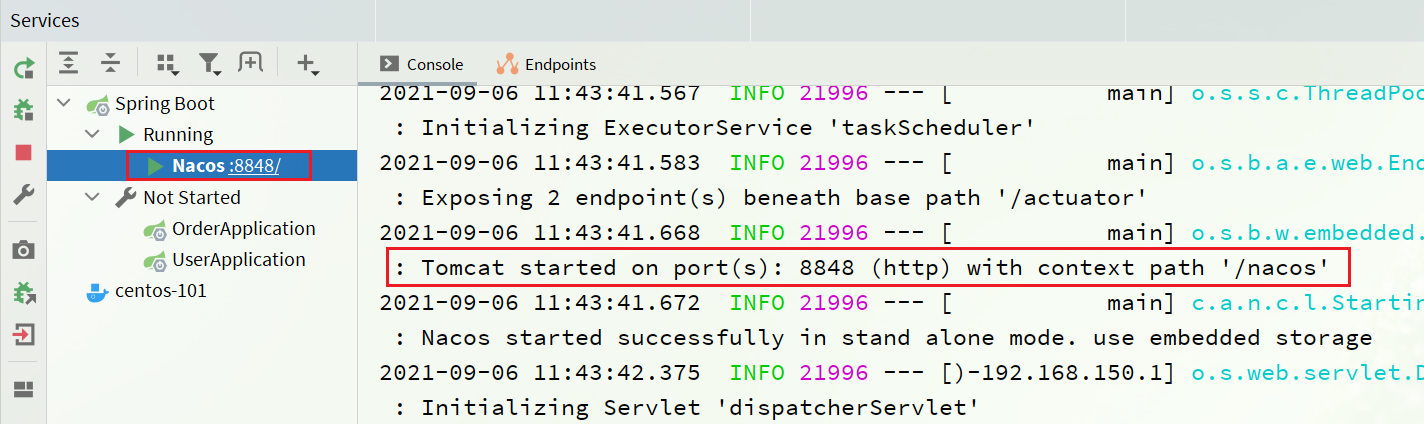 Services
Console
Endpoints
Spring Boot
Running
Nacos :8848/
Not Started
OrderApplication
UserApplication
centos-101
2021-09-06 11:43:41.567  INFO 21996 --- [           main] o.s.s.c.ThreadPoo
 : Initializing ExecutorService 'taskScheduler'
2021-09-06 11:43:41.583  INFO 21996 --- [           main] o.s.b.a.e.web.End
 : Exposing 2 endpoint(s) beneath base path '/actuator'
2021-09-06 11:43:41.668  INFO 21996 --- [           main] o.s.b.w.embedded.
 : Tomcat started on port(s): 8848 (http) with context path '/nacos'
2021-09-06 11:43:41.672  INFO 21996 --- [           main] c.a.n.c.l.Startin
 : Nacos started successfully in stand alone mode. use embedded storage
2021-09-06 11:43:42.375  INFO 21996 --- [)-192.168.150.1] o.s.web.servlet.D
 : Initializing Servlet 'dispatcherServlet'